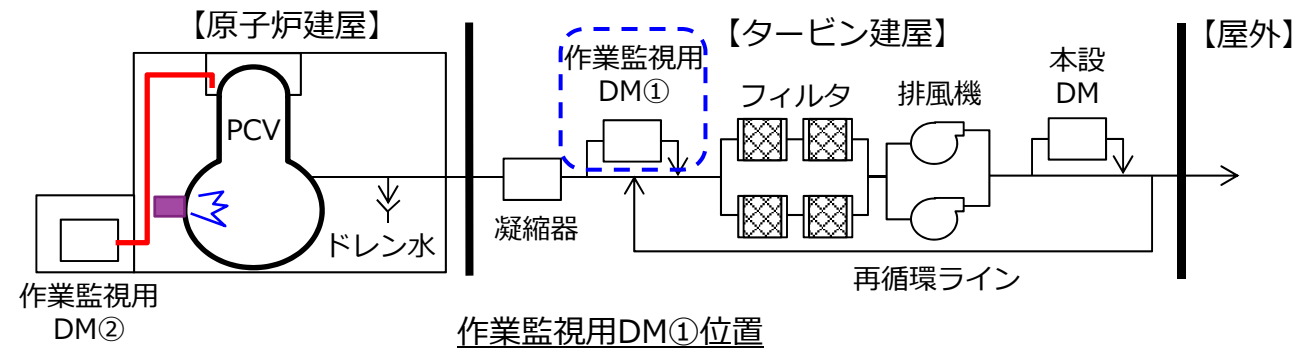 【原子炉建屋】
【タービン建屋】
【屋外】
作業監視用
DM①
フィルタ
排風機
本設
DM
PCV
ドレン水
凝縮器
再循環ライン
作業監視用
DM②
作業監視用DM①位置